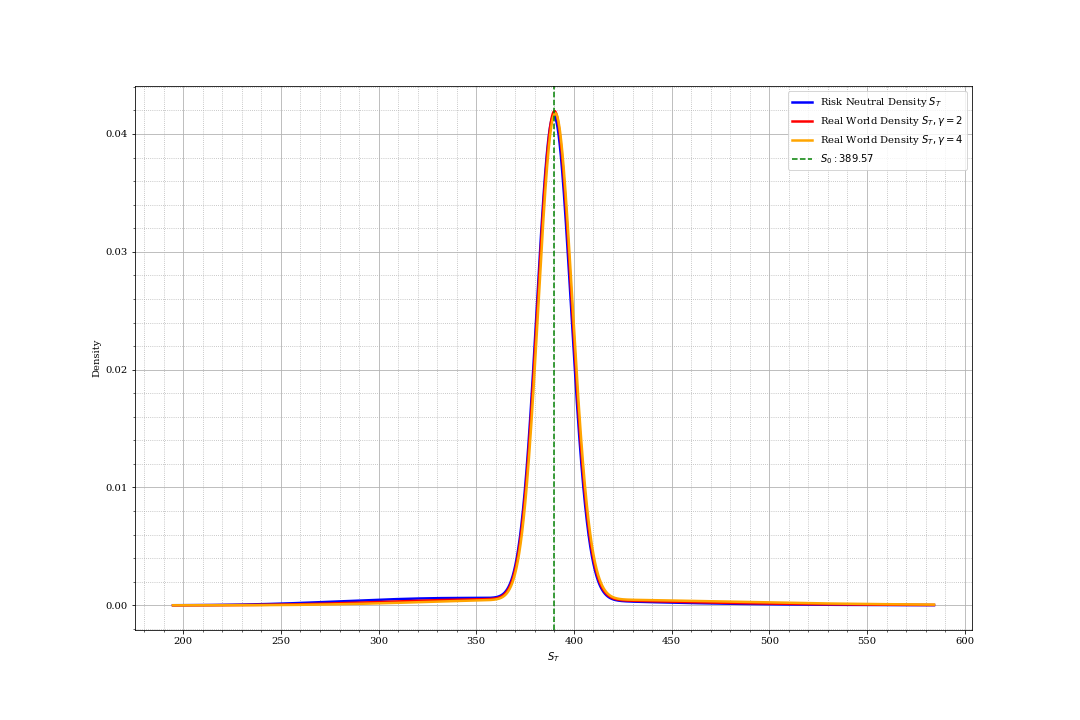 Risk Neutral Density S_T
Real World Density S_T, γ = 2
Real World Density S_T, γ = 4
S_0 : 389.57
Density
0.04
0.03
0.02
0.01
0.00
200 250 300 350 400 450 500 550 600
S_T